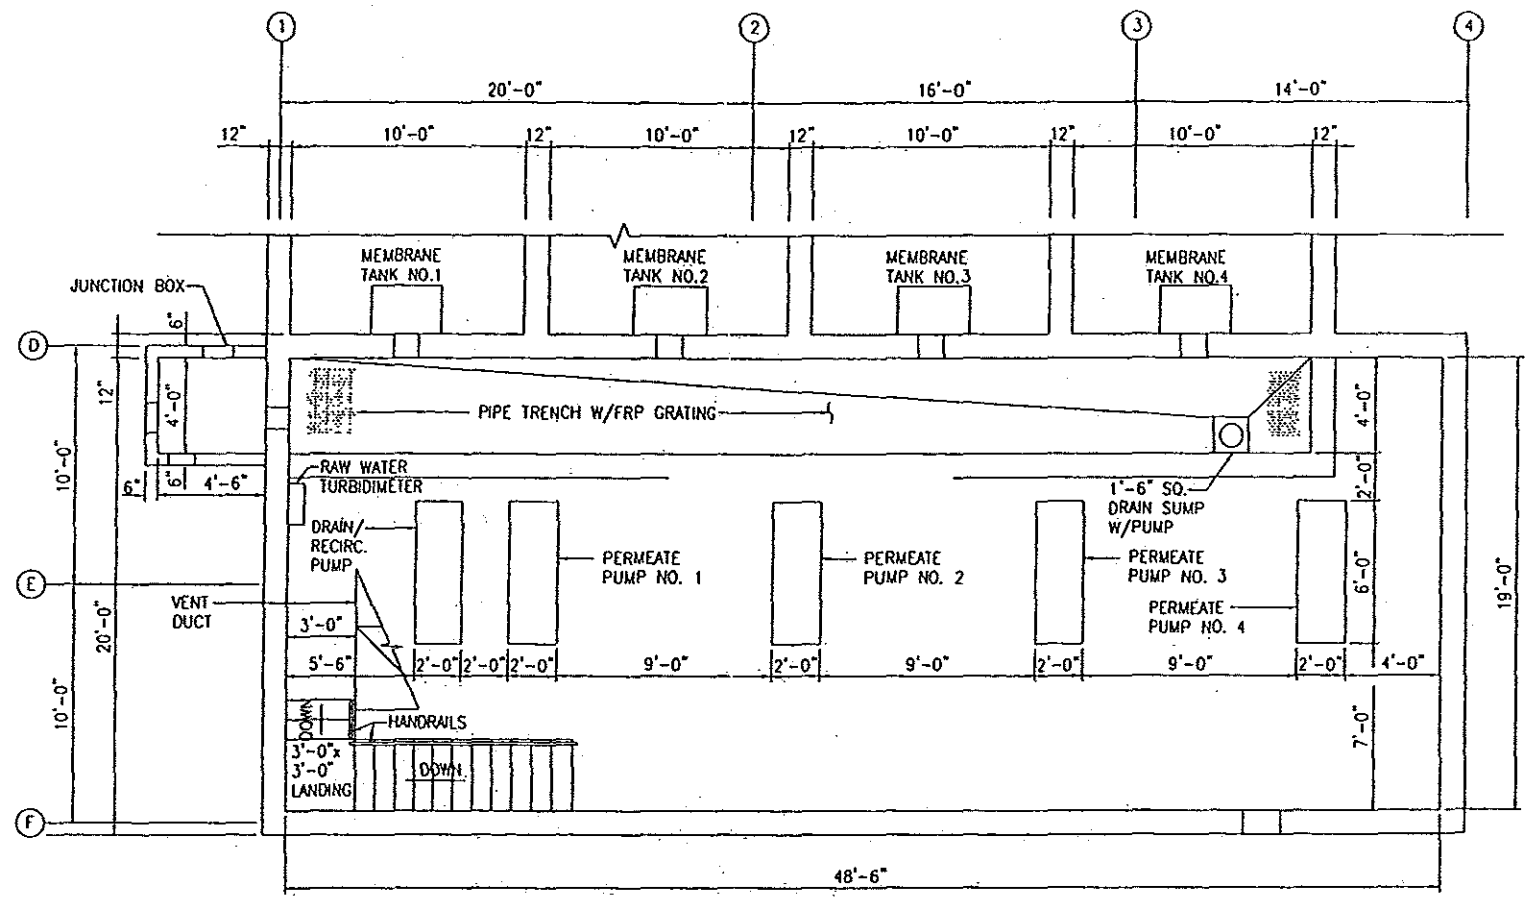 1
2
3
4
20'-0"
16'-0"
14'-0"
12"
10'-0"
12"
10'-0"
12"
10'-0"
12"
10'-0"
12"
MEMBRANE
TANK NO.1
MEMBRANE
TANK NO.2
MEMBRANE
TANK NO.3
MEMBRANE
TANK NO.4
JUNCTION BOX
6"
D
12"
4'-0"
PIPE TRENCH W/FRP GRATING
4'-0"
10'-0"
6"
6"
4'-6"
RAW WATER
TURBIDIMETER
1'-6" SQ.
DRAIN SUMP
W/PUMP
2'-0"
DRAIN/
RECIRC.
PUMP
PERMEATE
PUMP NO. 1
PERMEATE
PUMP NO. 2
PERMEATE
PUMP NO. 3
PERMEATE
PUMP NO. 4
6'-0"
19'-0"
E
VENT
DUCT
20'-0"
3'-0"
5'-6"
2'-0"
2'-0"
2'-0"
9'-0"
2'-0"
9'-0"
2'-0"
9'-0"
2'-0"
4'-0"
10'-0"
DOWN
HANDRAILS
7'-0"
3'-0"x
3'-0"
LANDING
DOWN
F
48'-6"